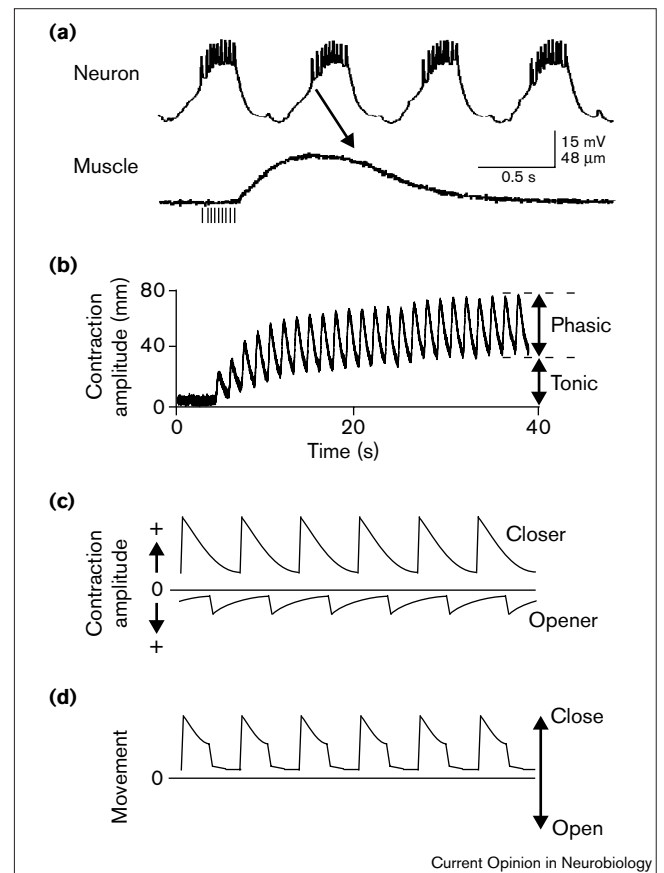 (a)
Neuron
Muscle
15 mV
48 µm
0.5 s
(b)
Contraction
amplitude (mm)
80
40
0
Phasic
Tonic
0
20
40
Time (s)
(c)
Contraction
amplitude
+
0
+
Closer
Opener
(d)
Movement
0
Close
Open
Current Opinion in Neurobiology